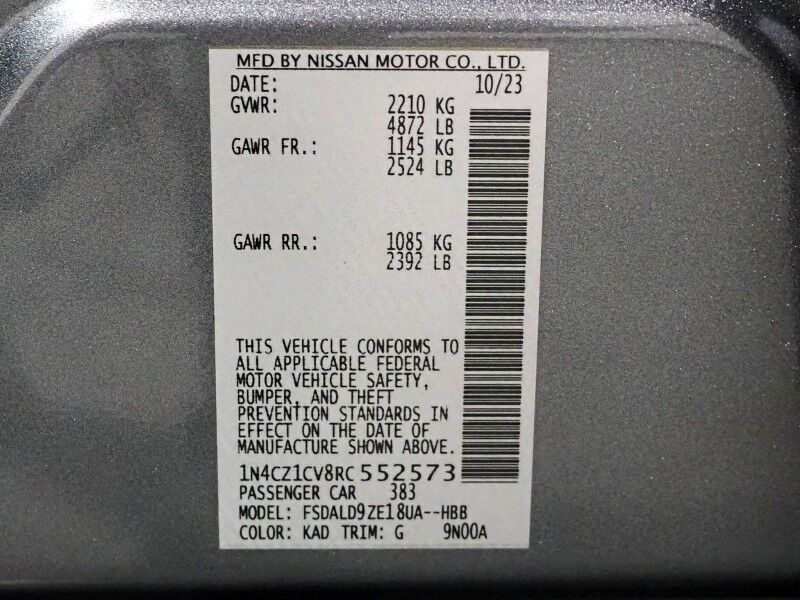 MFD BY NISSAN MOTOR CO., LTD.
DATE: 10/23
GVWR: 2210 KG
4872 LB
GAWR FR.: 1145 KG
2524 LB
GAWR RR.: 1085 KG
2392 LB
THIS VEHICLE CONFORMS TO
ALL APPLICABLE FEDERAL
MOTOR VEHICLE SAFETY,
BUMPER, AND THEFT
PREVENTION STANDARDS IN
EFFECT ON THE DATE OF
MANUFACTURE SHOWN ABOVE.
1N4CZ1CV8RC552573
PASSENGER CAR 383
MODEL: FSDALD9ZE18UA--HBB
COLOR: KAD TRIM: G 9N00A